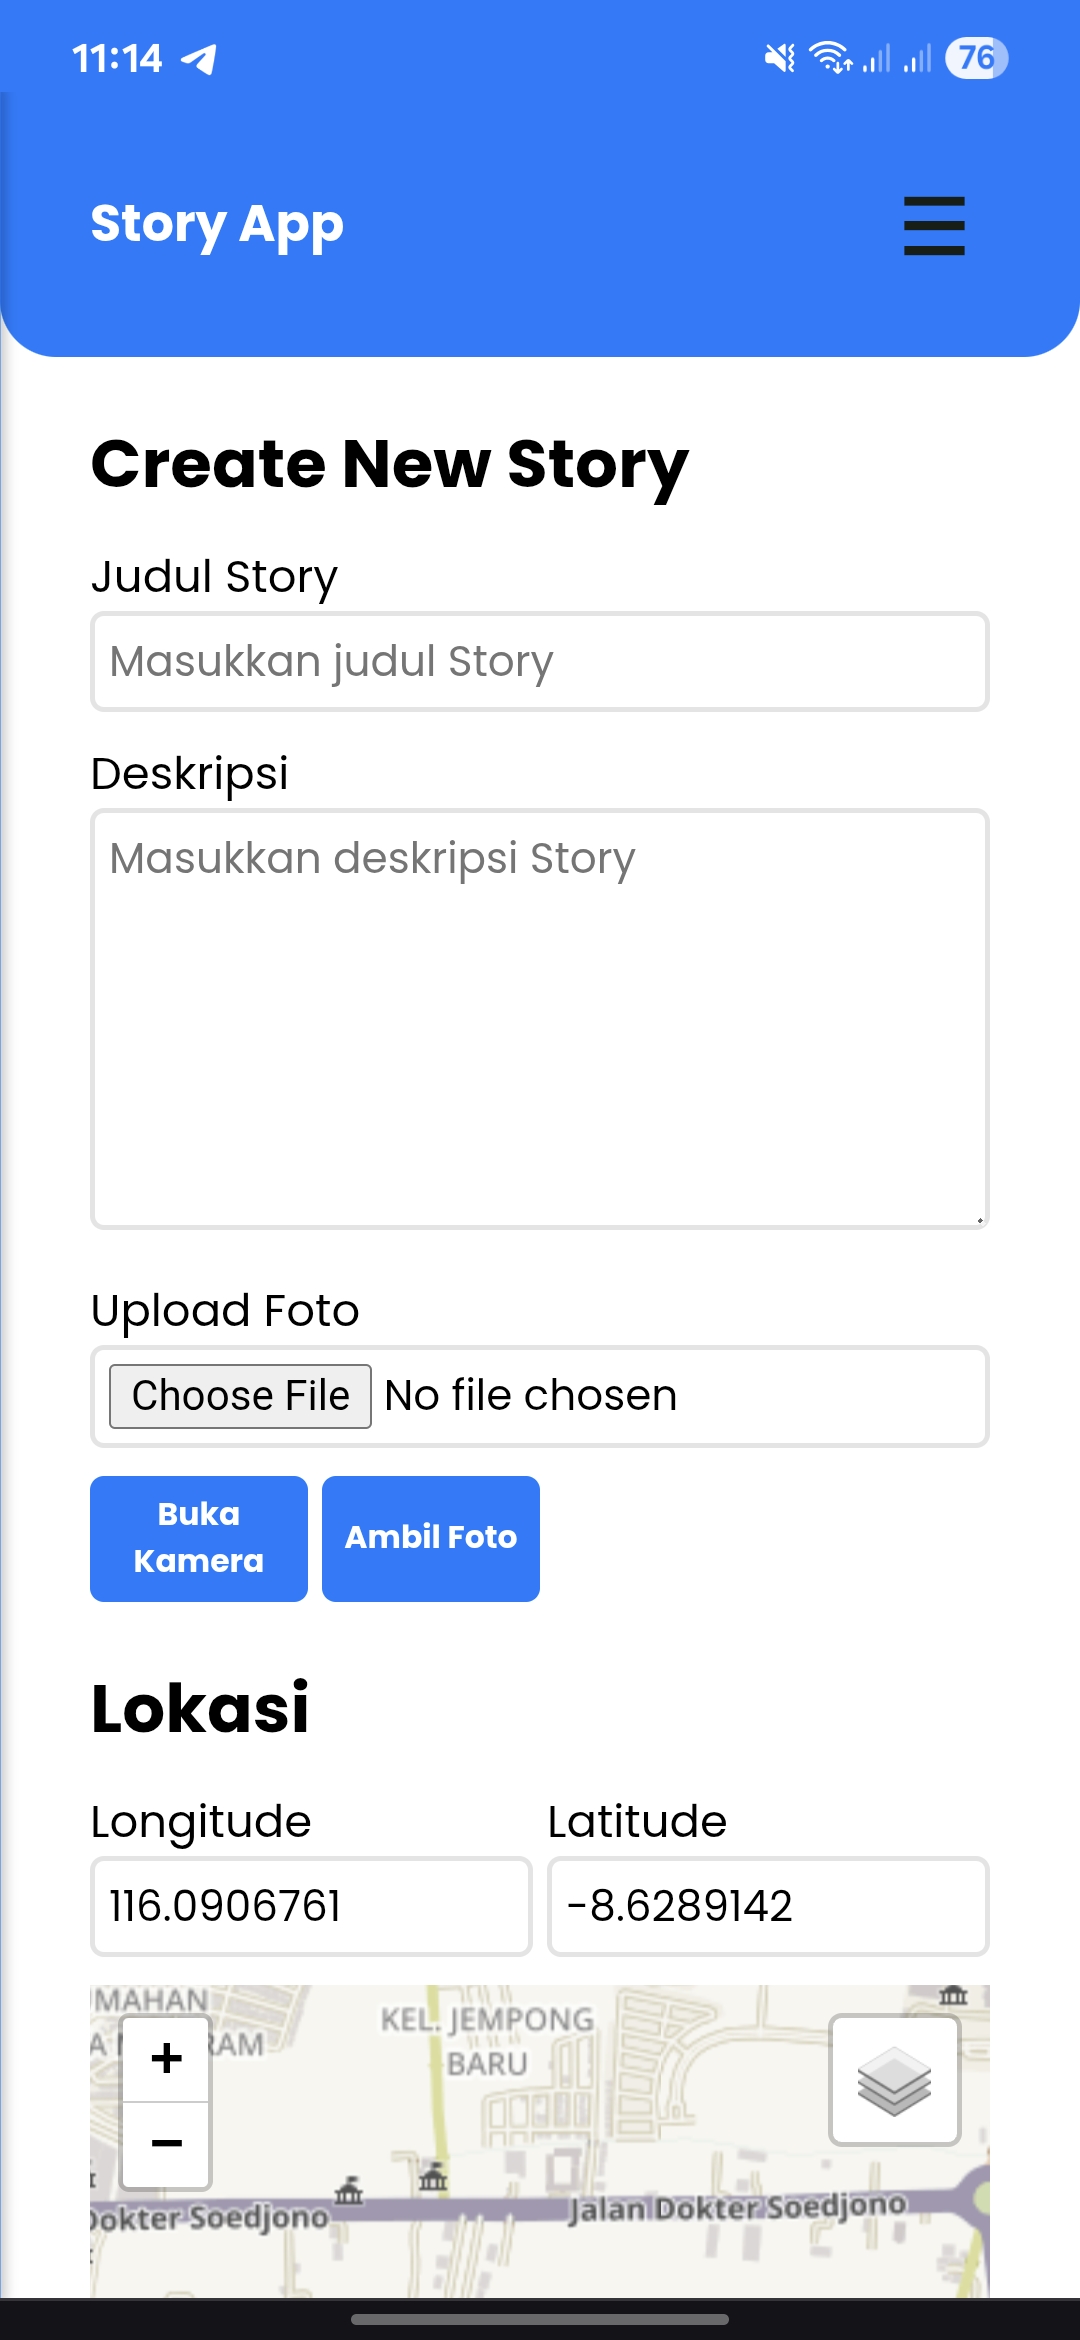 11:14
76
Story App
Create New Story
Judul Story
Masukkan judul Story
Deskripsi
Masukkan deskripsi Story
Upload Foto
Choose File No file chosen
Buka
Kamera
Ambil Foto
Lokasi
Longitude
Latitude
116.0906761
-8.6289142
MAHAN
KEL. JEMPONG
BARU
+
−
Dokter Soedjono
Jalan Dokter Soedjono